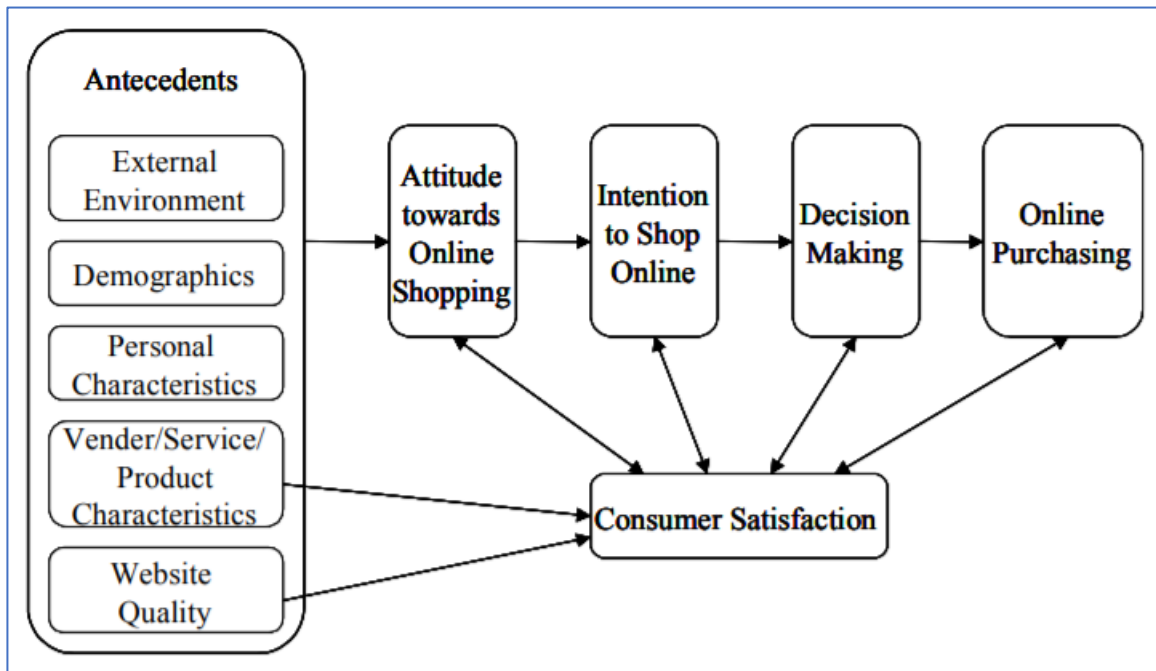 Antecedents
External
Environment
Demographics
Personal
Characteristics
Vender/Service/
Product
Characteristics
Website
Quality
Attitude
towards
Online
Shopping
Intention
to Shop
Online
Decision
Making
Online
Purchasing
Consumer Satisfaction